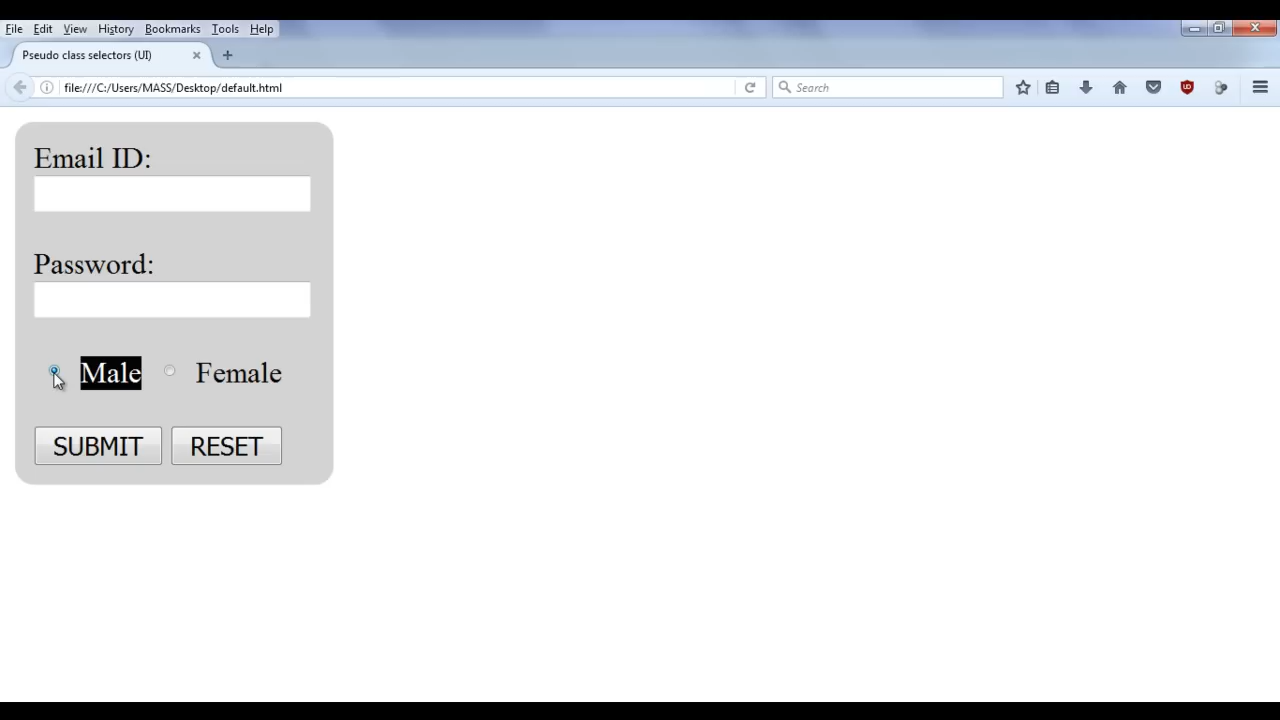 File Edit View History Bookmarks Tools Help
Pseudo class selectors (UI)
file:///C:/Users/MASS/Desktop/default.html Search
Email ID:
Password:
Male Female
SUBMIT RESET